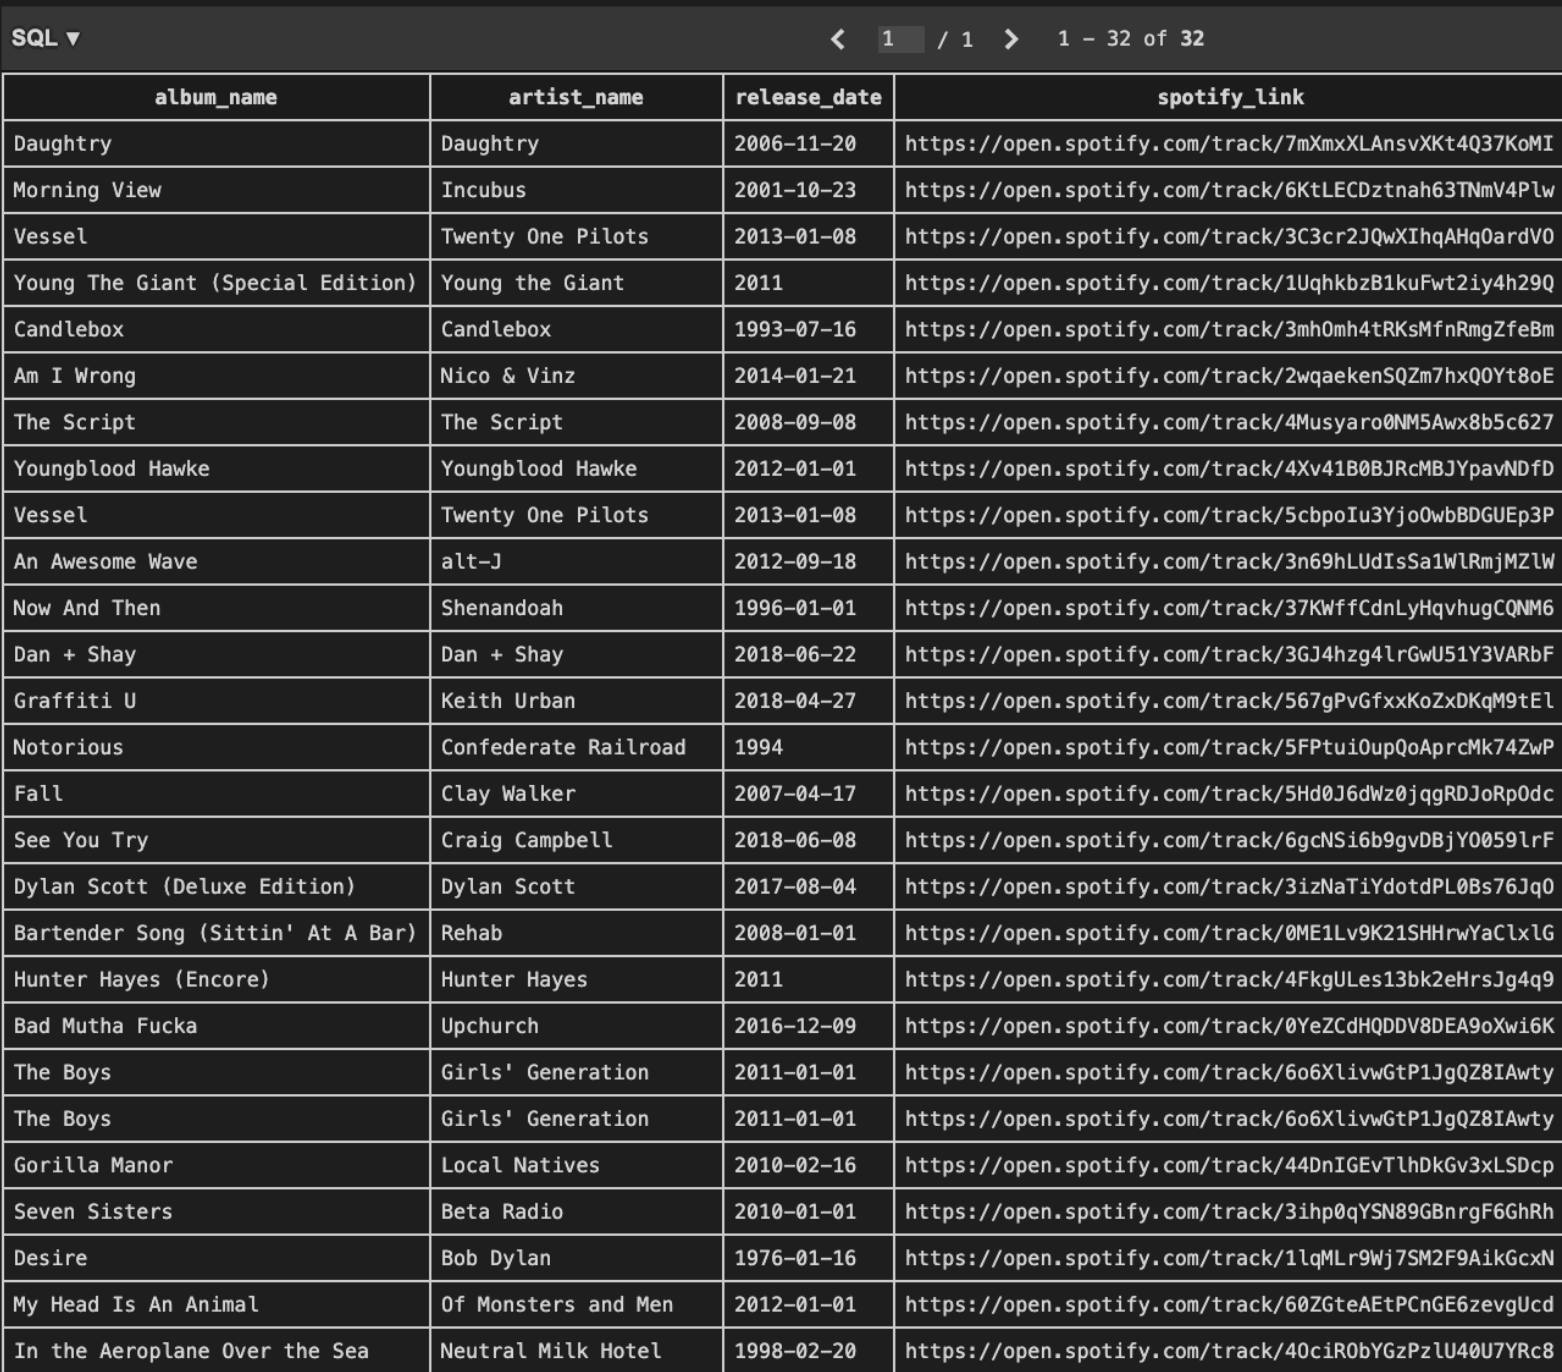 SQL ▼ 1 / 1 1 – 32 of 32
album_name artist_name release_date spotify_link
Daughtry Daughtry 2006-11-20 https://open.spotify.com/track/7mXmxXLAnsvXKt4Q37KoMI
Morning View Incubus 2001-10-23 https://open.spotify.com/track/6KtLECDztnah63TNmV4Plw
Vessel Twenty One Pilots 2013-01-08 https://open.spotify.com/track/3C3cr2JQwXIhqAHqOardVO
Young The Giant (Special Edition) Young the Giant 2011 https://open.spotify.com/track/1UqhkbzB1kuFwt2iy4h29Q
Candlebox Candlebox 1993-07-16 https://open.spotify.com/track/3mhOmh4tRKsMfnRmgZfeBm
Am I Wrong Nico & Vinz 2014-01-21 https://open.spotify.com/track/2wqaekenSQZm7hxQOYt8oE
The Script The Script 2008-09-08 https://open.spotify.com/track/4Musyaro0NM5Awx8b5c627
Youngblood Hawke Youngblood Hawke 2012-01-01 https://open.spotify.com/track/4Xv41B0BJRcMBJYpavNDfD
Vessel Twenty One Pilots 2013-01-08 https://open.spotify.com/track/5cbpoIu3YjoOwbBDGUEp3P
An Awesome Wave alt-J 2012-09-18 https://open.spotify.com/track/3n69hLUdIsSa1WlRmjMZlW
Now And Then Shenandoah 1996-01-01 https://open.spotify.com/track/37KWffCdnLyHqvhugCQNM6
Dan + Shay Dan + Shay 2018-06-22 https://open.spotify.com/track/3GJ4hzg4lrGwU51Y3VARbF
Graffiti U Keith Urban 2018-04-27 https://open.spotify.com/track/567gPvGfxxKoZxDKqM9tEl
Notorious Confederate Railroad 1994 https://open.spotify.com/track/5FPtuiOupQoAprcMk74ZwP
Fall Clay Walker 2007-04-17 https://open.spotify.com/track/5Hd0J6dWz0jqgRDJoRpOdc
See You Try Craig Campbell 2018-06-08 https://open.spotify.com/track/6gcNSi6b9gvDBjYO059lrF
Dylan Scott (Deluxe Edition) Dylan Scott 2017-08-04 https://open.spotify.com/track/3izNaTiYdotdPL0Bs76JqO
Bartender Song (Sittin' At A Bar) Rehab 2008-01-01 https://open.spotify.com/track/0ME1Lv9K21SHHrwYaClxlG
Hunter Hayes (Encore) Hunter Hayes 2011 https://open.spotify.com/track/4FkgULes13bk2eHrsJg4q9
Bad Mutha Fucka Upchurch 2016-12-09 https://open.spotify.com/track/0YeZCdHQDDV8DEA9oXwi6K
The Boys Girls' Generation 2011-01-01 https://open.spotify.com/track/6o6XlivwGtP1JgQZ8IAwty
The Boys Girls' Generation 2011-01-01 https://open.spotify.com/track/6o6XlivwGtP1JgQZ8IAwty
Gorilla Manor Local Natives 2010-02-16 https://open.spotify.com/track/44DnIGEvTlhDkGv3xLSDcp
Seven Sisters Beta Radio 2010-01-01 https://open.spotify.com/track/3ihp0qYSN89GBnrgF6GhRh
Desire Bob Dylan 1976-01-16 https://open.spotify.com/track/1lqMLr9Wj7SM2F9AikGcxN
My Head Is An Animal Of Monsters and Men 2012-01-01 https://open.spotify.com/track/60ZGteAEtPCnGE6zevgUcd
In the Aeroplane Over the Sea Neutral Milk Hotel 1998-02-20 https://open.spotify.com/track/4OciRObYGzPzlU40U7YRc8